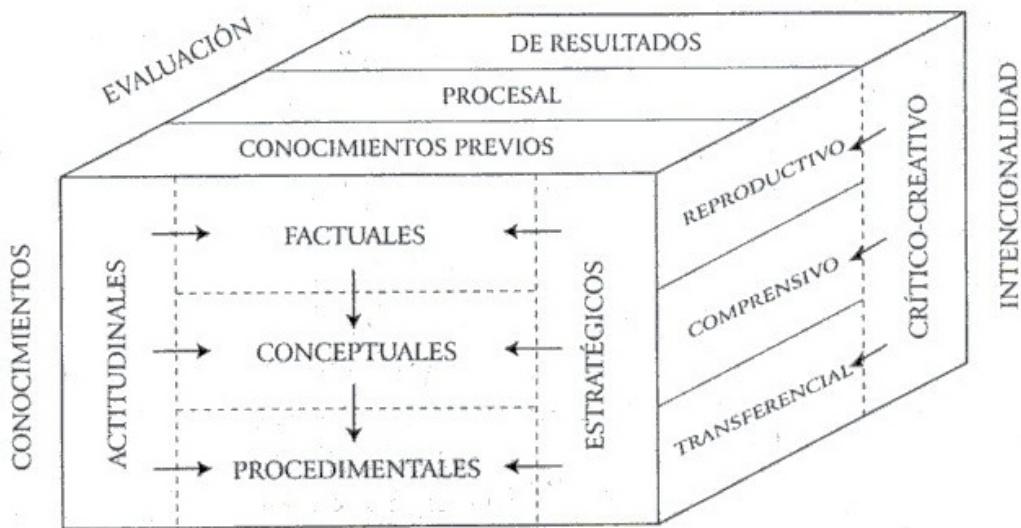 EVALUACIÓN
DE RESULTADOS
PROCESAL
CONOCIMIENTOS PREVIOS
CONOCIMIENTOS
ACTITUDINALES
FACTUALES
CONCEPTUALES
PROCEDIMENTALES
ESTRATÉGICOS
REPRODUCTIVO
COMPRENSIVO
TRANSFERENCIAL
CRÍTICO-CREATIVO
INTENCIONALIDAD